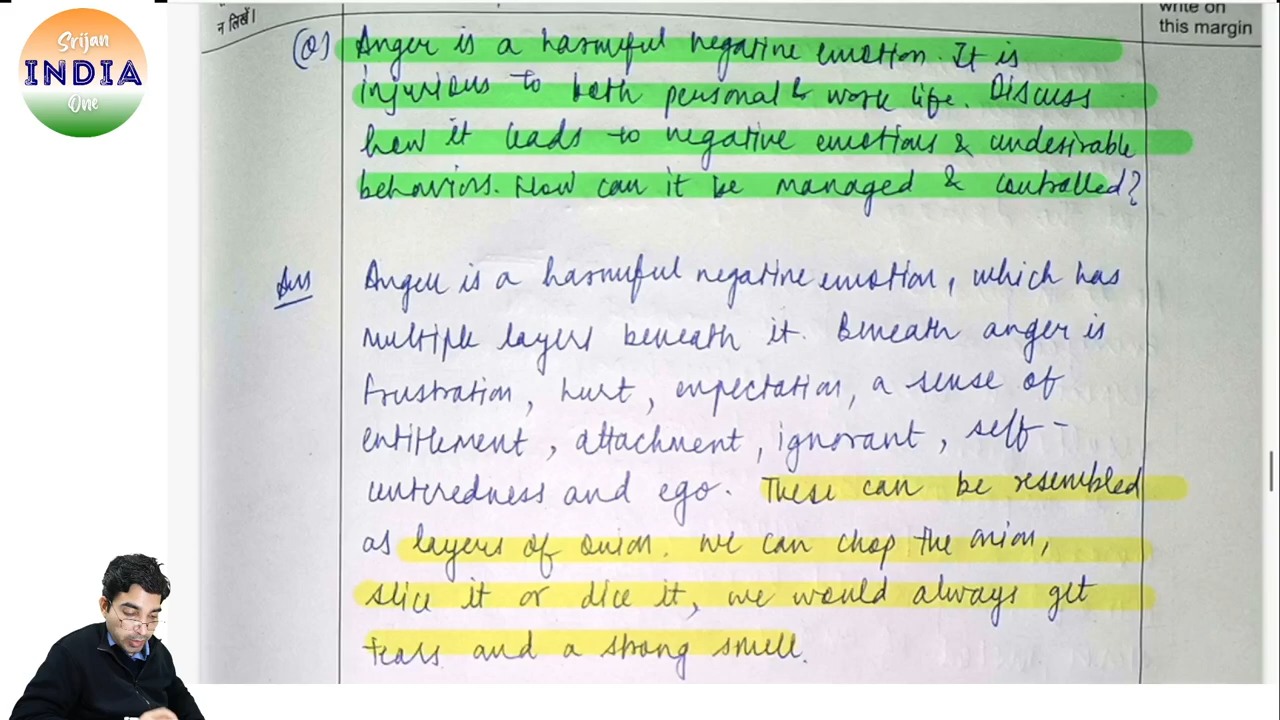 Srijan
INDIA
One
न लिखें।
write on
this margin
(Q) Anger is a harmful negative emotion. It is
injurious to both personal & work life. Discuss
how it leads to negative emotions & undesirable
behaviors. How can it be managed & controlled?
Ans Anger is a harmful negative emotion, which has
multiple layers beneath it. Beneath anger is
frustration, hurt, expectation, a sense of
entitlement, attachment, ignorant, self-
centredness and ego. These can be resembled
as layers of onion. We can chop the onion,
slice it or dice it, we would always get
tears and a strong smell.